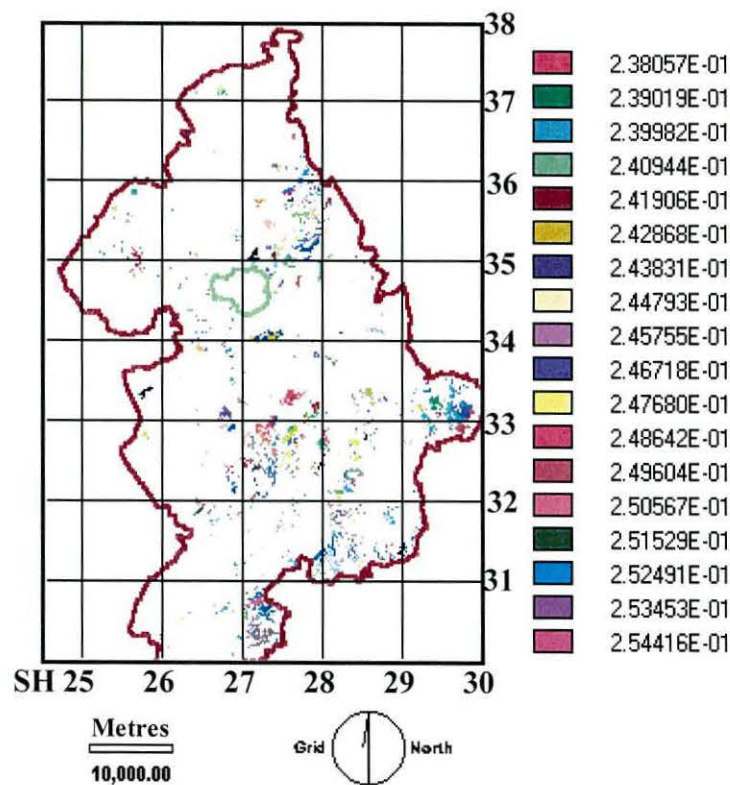 38
37
36
35
34
33
32
31
SH 25 26 27 28 29 30
2.38057E-01
2.39019E-01
2.39982E-01
2.40944E-01
2.41906E-01
2.42868E-01
2.43831E-01
2.44793E-01
2.45755E-01
2.46718E-01
2.47680E-01
2.48642E-01
2.49604E-01
2.50567E-01
2.51529E-01
2.52491E-01
2.53453E-01
2.54416E-01
Metres
10,000.00
Grid North